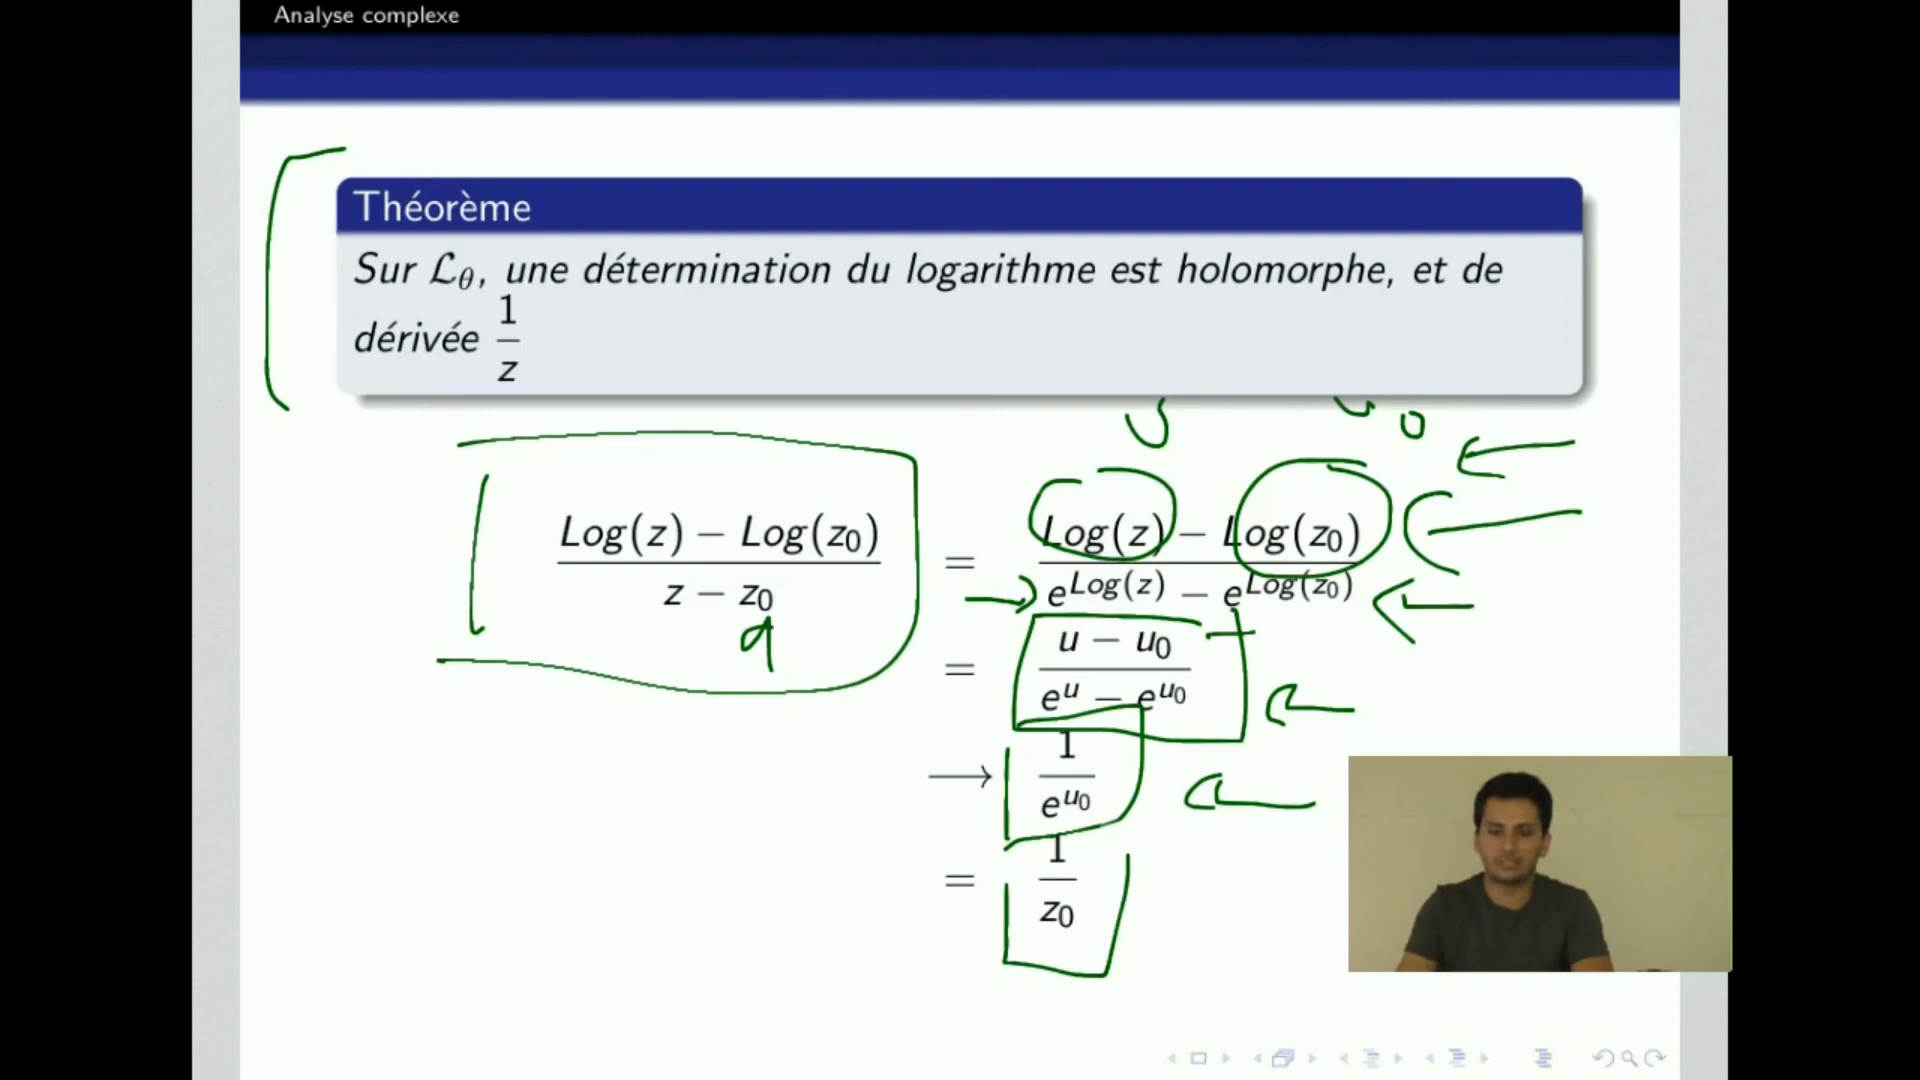 Analyse complexe
Théorème
Sur ℒ_θ, une détermination du logarithme est holomorphe, et de
dérivée 1/z
u u₀
(Log(z) − Log(z₀))/(z − z₀) = (Log(z) − Log(z₀))/(e^{Log(z)} − e^{Log(z₀)})
= (u − u₀)/(e^u − e^{u₀})
⟶ 1/e^{u₀}
= 1/z₀